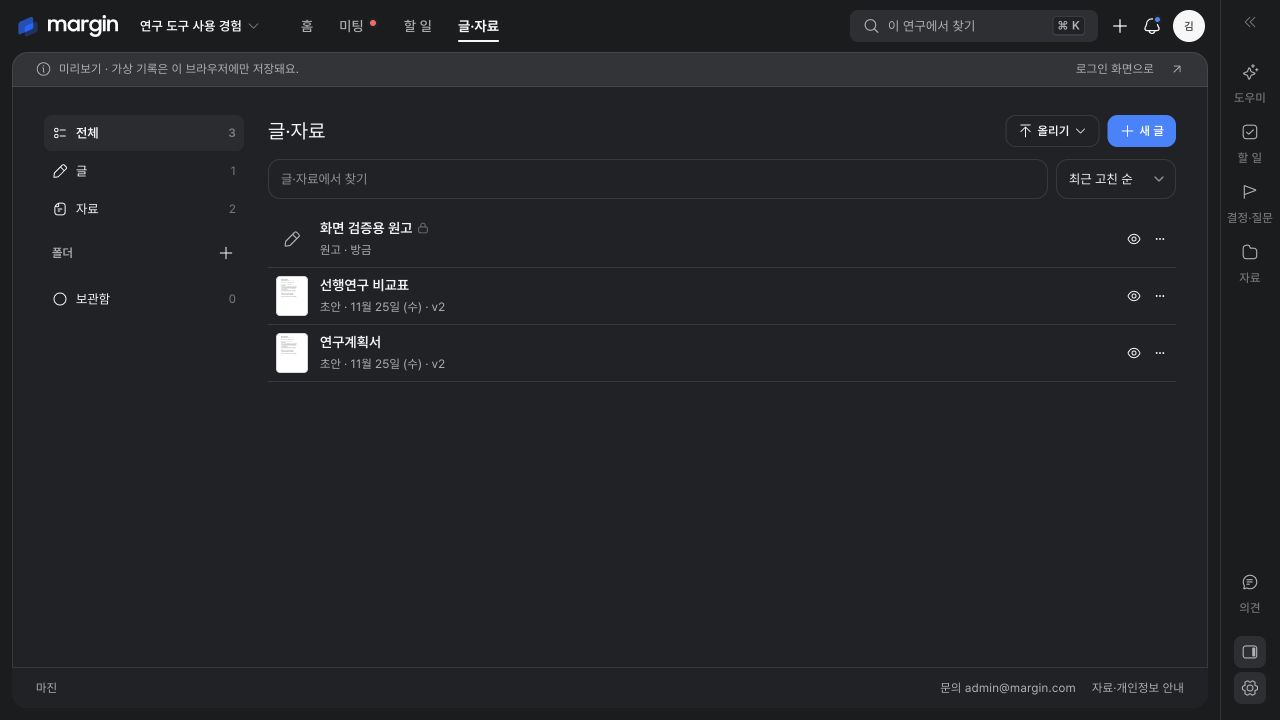 margin
연구 도구 사용 경험
홈
미팅
할 일
글·자료
이 연구에서 찾기
⌘ K
김
미리보기 · 가상 기록은 이 브라우저에만 저장돼요.
로그인 화면으로
전체 3
글 1
자료 2
폴더
보관함 0
글·자료
올리기
새 글
글·자료에서 찾기
최근 고친 순
화면 검증용 원고
원고 · 방금
선행연구 비교표
초안 · 11월 25일 (수) · v2
연구계획서
초안 · 11월 25일 (수) · v2
도우미
할 일
결정·질문
자료
의견
마진
문의 admin@margin.com
자료·개인정보 안내